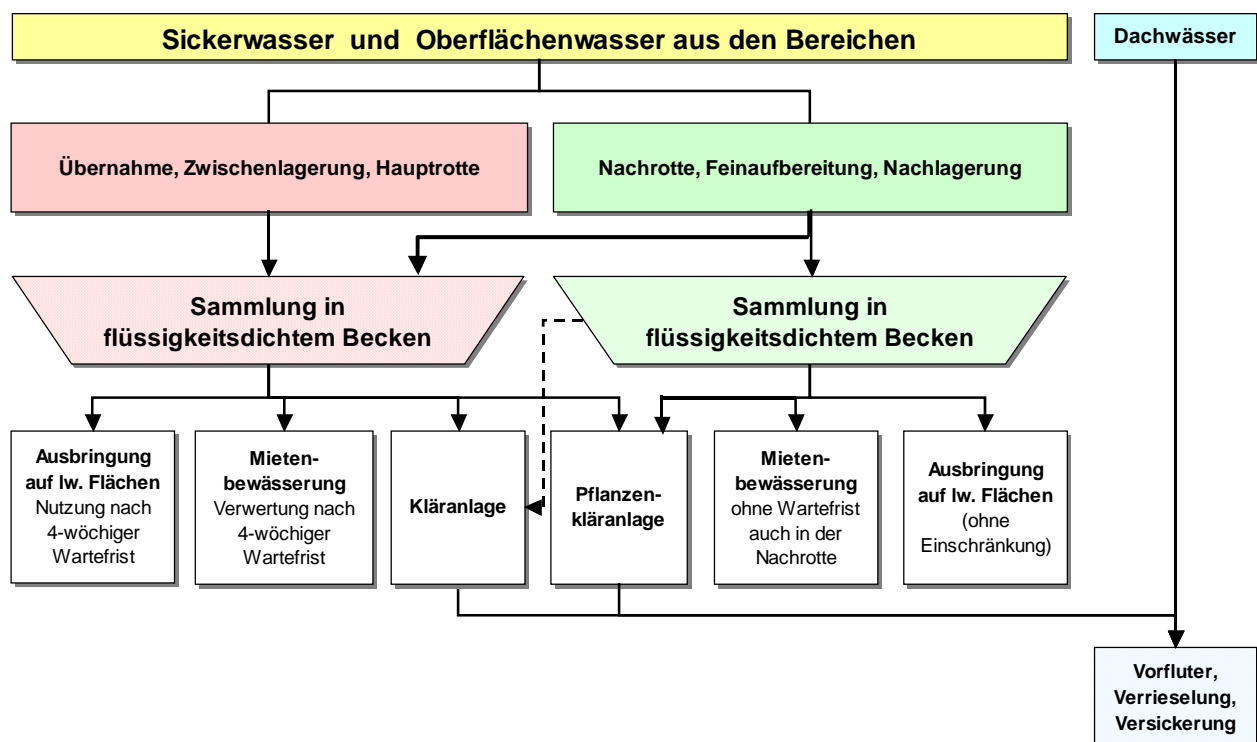 Sickerwasser und Oberflächenwasser aus den Bereichen
Dachwässer
Übernahme, Zwischenlagerung, Hauptrotte
Nachrotte, Feinaufbereitung, Nachlagerung
Sammlung in
flüssigkeitsdichtem Becken
Sammlung in
flüssigkeitsdichtem Becken
Ausbringung
auf lw. Flächen
Nutzung nach
4-wöchiger
Wartefrist
Mieten-
bewässerung
Verwertung nach
4-wöchiger
Wartefrist
Kläranlage
Pflanzen-
kläranlage
Mieten-
bewässerung
ohne Wartefrist
auch in der
Nachrotte
Ausbringung
auf lw. Flächen
(ohne
Einschränkung)
Vorfluter,
Verrieselung,
Versickerung